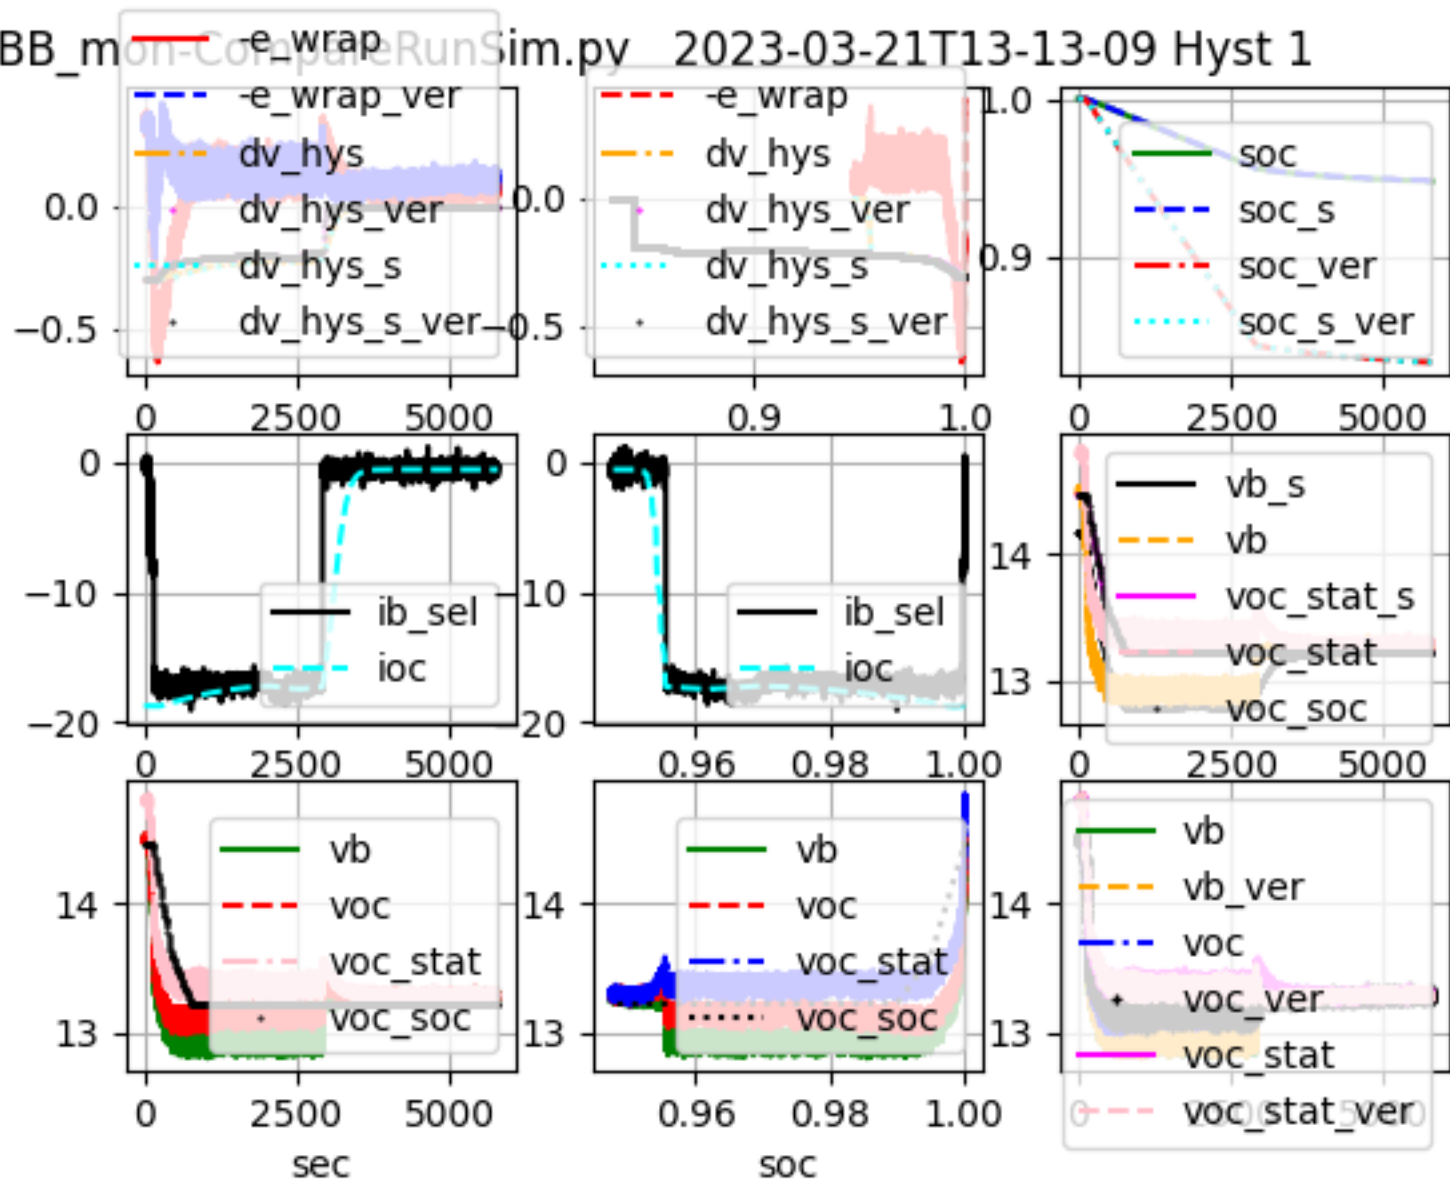 BB_mon-CompareRunSim.py 2023-03-21T13-13-09 Hyst 1
-e_wrap
-e_wrap_ver
dv_hys
dv_hys_ver
dv_hys_s
dv_hys_s_ver
0.0
−0.5
0 2500 5000
-e_wrap
dv_hys
dv_hys_ver
dv_hys_s
dv_hys_s_ver
0.0
−0.5
0.9 1.0
1.0
0.9
soc
soc_s
soc_ver
soc_s_ver
0 2500 5000
0
−10
−20
ib_sel
ioc
0 2500 5000
0
−10
−20
ib_sel
ioc
0.96 0.98 1.00
14
13
vb_s
vb
voc_stat_s
voc_stat
voc_soc
0 2500 5000
14
13
vb
voc
voc_stat
voc_soc
0 2500 5000
sec
14
13
vb
voc
voc_stat
voc_soc
0.96 0.98 1.00
soc
14
13
vb
vb_ver
voc
voc_ver
voc_stat
voc_stat_ver
0 2500 5000